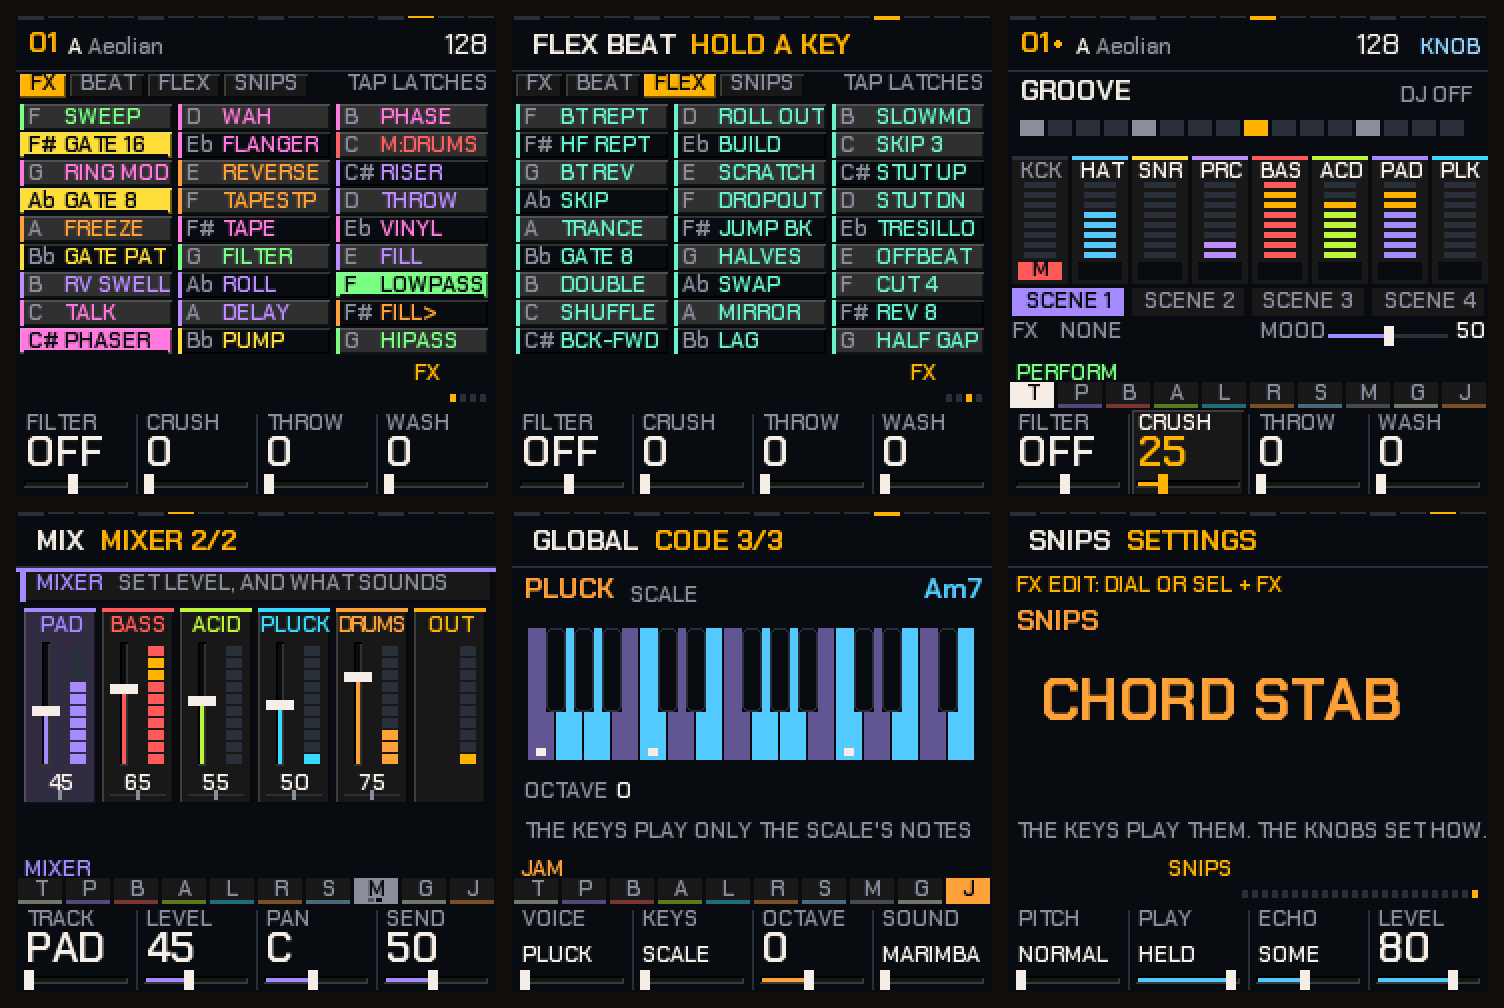 01 A Aeolian 128
FX BEAT FLEX SNIPS TAP LATCHES
F SWEEP D WAH B PHASE
F# GATE 16 Eb FLANGER C M:DRUMS
G RING MOD E REVERSE C# RISER
Ab GATE 8 F TAPESTP D THROW
A FREEZE F# TAPE Eb VINYL
Bb GATE PAT G FILTER E FILL
B RV SWELL Ab ROLL F LOWPASS
C TALK A DELAY F# FILL>
C# PHASER Bb PUMP G HIPASS
FX
FILTER CRUSH THROW WASH
OFF 0 0 0
FLEX BEAT HOLD A KEY
FX BEAT FLEX SNIPS TAP LATCHES
F BT REPT D ROLL OUT B SLOWMO
F# HF REPT Eb BUILD C SKIP 3
G BT REV E SCRATCH C# STUT UP
Ab SKIP F DROPOUT D STUT DN
A TRANCE F# JUMP BK Eb TRESILLO
Bb GATE 8 G HALVES E OFFBEAT
B DOUBLE Ab SWAP F CUT 4
C SHUFFLE A MIRROR F# REV 8
C# BCK-FWD Bb LAG G HALF GAP
FX
FILTER CRUSH THROW WASH
OFF 0 0 0
01• A Aeolian 128 KNOB
GROOVE DJ OFF
KCK HAT SNR PRC BAS ACD PAD PLK
M
SCENE 1 SCENE 2 SCENE 3 SCENE 4
FX NONE MOOD 50
PERFORM
T P B A L R S M G J
FILTER CRUSH THROW WASH
OFF 25 0 0
MIX MIXER 2/2
MIXER SET LEVEL, AND WHAT SOUNDS
PAD BASS ACID PLUCK DRUMS OUT
45 65 55 50 75
MIXER
T P B A L R S M G J
TRACK LEVEL PAN SEND
PAD 45 C 50
GLOBAL CODE 3/3
PLUCK SCALE Am7
OCTAVE 0
THE KEYS PLAY ONLY THE SCALE'S NOTES
JAM
T P B A L R S M G J
VOICE KEYS OCTAVE SOUND
PLUCK SCALE 0 MARIMBA
SNIPS SETTINGS
FX EDIT: DIAL OR SEL + FX
SNIPS
CHORD STAB
THE KEYS PLAY THEM. THE KNOBS SET HOW.
SNIPS
PITCH PLAY ECHO LEVEL
NORMAL HELD SOME 80